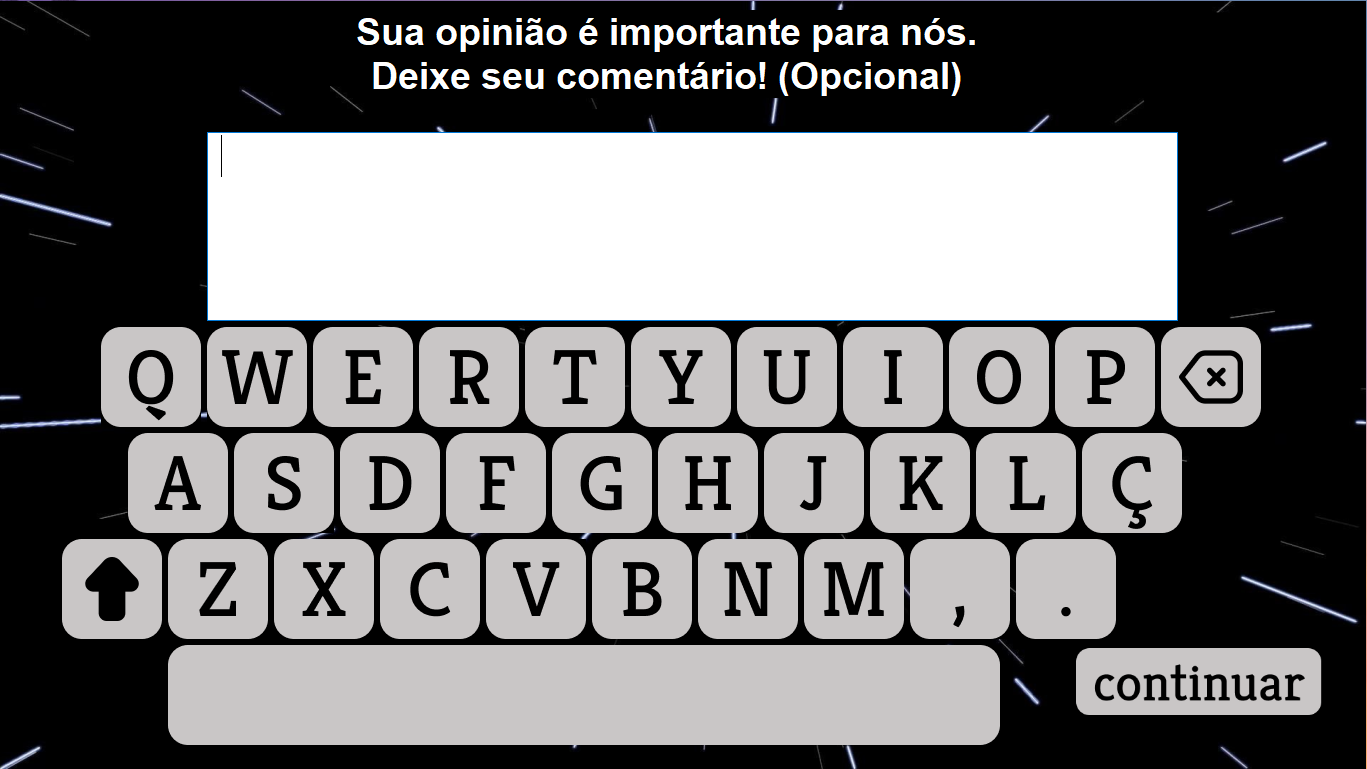 Sua opinião é importante para nós.
Deixe seu comentário! (Opcional)
Q W E R T Y U I O P
A S D F G H J K L Ç
Z X C V B N M , .
continuar